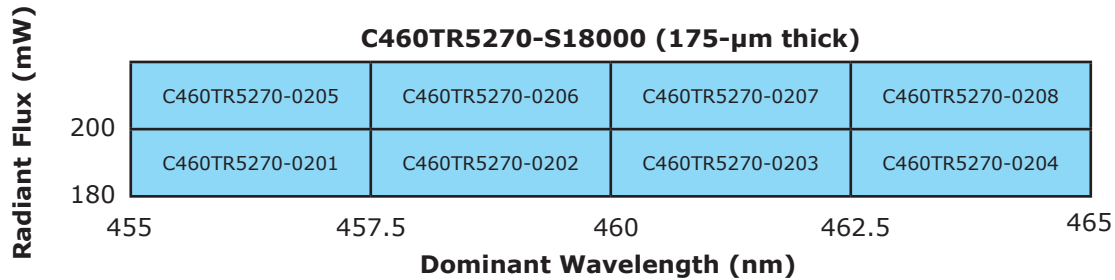 C460TR5270-S18000 (175-μm thick)
Radiant Flux (mW)
C460TR5270-0205 C460TR5270-0206 C460TR5270-0207 C460TR5270-0208
200
C460TR5270-0201 C460TR5270-0202 C460TR5270-0203 C460TR5270-0204
180
455 457.5 460 462.5 465
Dominant Wavelength (nm)